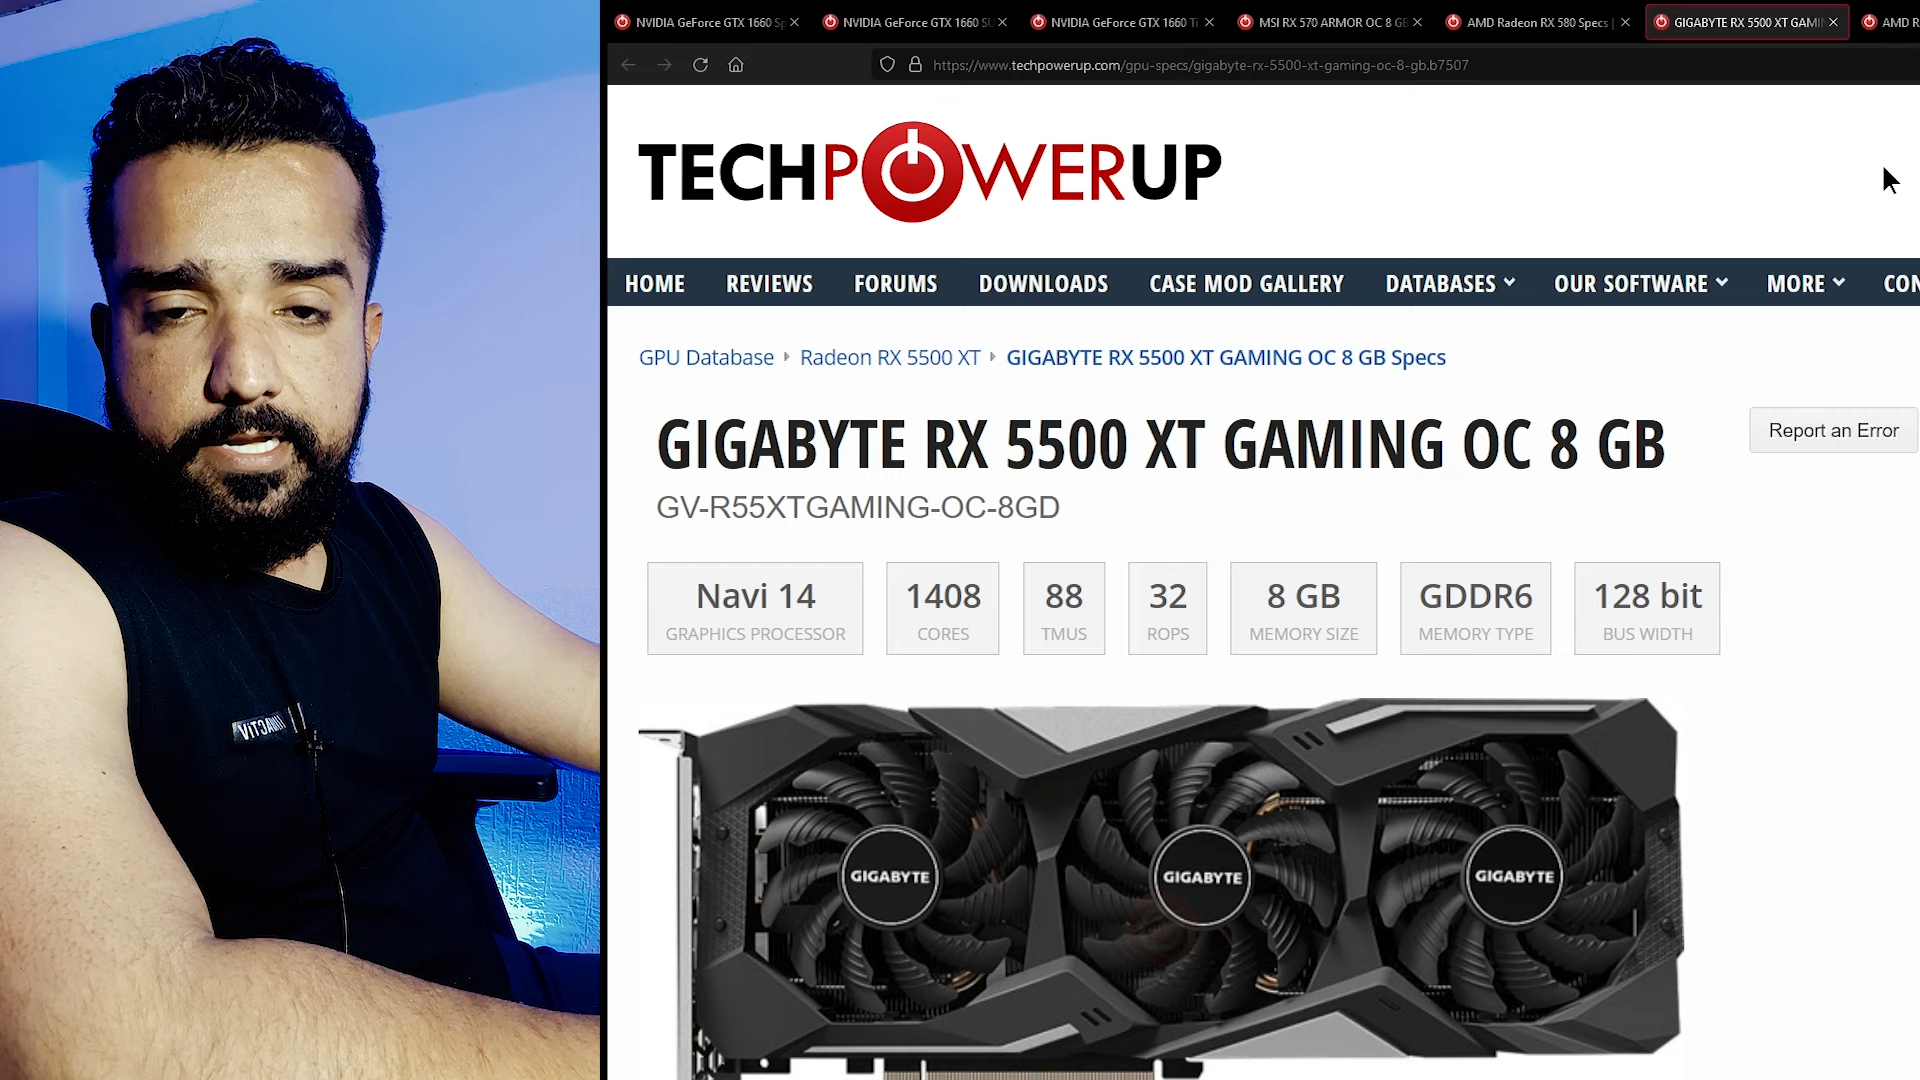 NVIDIA GeForce GTX 1660 Sp
NVIDIA GeForce GTX 1660 SU
NVIDIA GeForce GTX 1660 Ti
MSI RX 570 ARMOR OC 8 GB
AMD Radeon RX 580 Specs |
GIGABYTE RX 5500 XT GAMIN
AMD R
https://www.techpowerup.com/gpu-specs/gigabyte-rx-5500-xt-gaming-oc-8-gb.b7507
TECHPOWERUP
HOME REVIEWS FORUMS DOWNLOADS CASE MOD GALLERY DATABASES OUR SOFTWARE MORE CON
GPU Database Radeon RX 5500 XT GIGABYTE RX 5500 XT GAMING OC 8 GB Specs
GIGABYTE RX 5500 XT GAMING OC 8 GB
Report an Error
GV-R55XTGAMING-OC-8GD
Navi 14 1408 88 32 8 GB GDDR6 128 bit
GRAPHICS PROCESSOR CORES TMUS ROPS MEMORY SIZE MEMORY TYPE BUS WIDTH
GIGABYTE GIGABYTE GIGABYTE